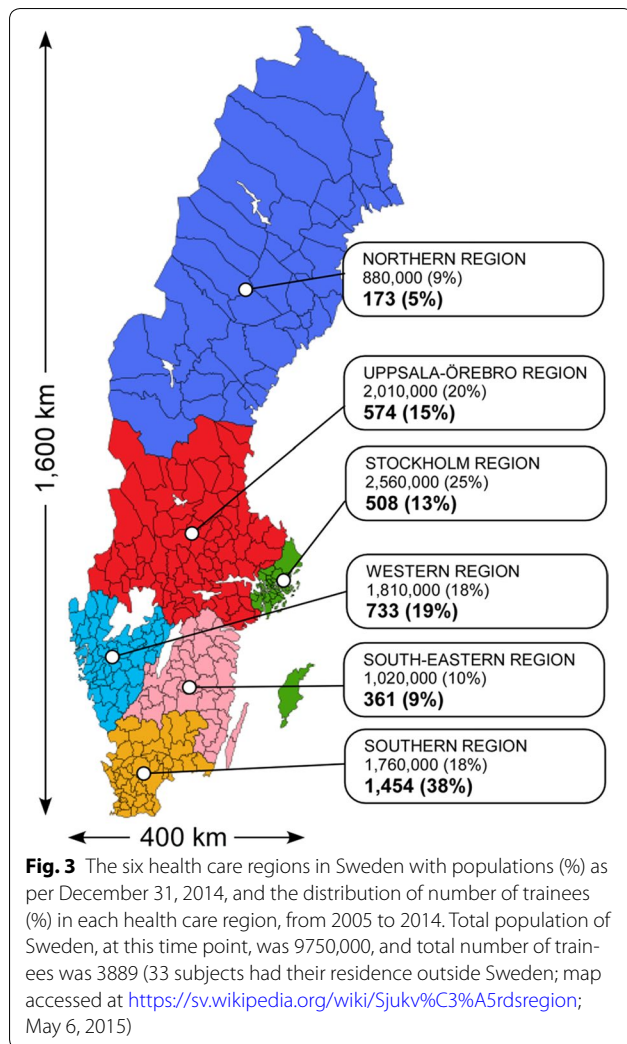 1,600 km
NORTHERN REGION
880,000 (9%)
173 (5%)
UPPSALA-ÖREBRO REGION
2,010,000 (20%)
574 (15%)
STOCKHOLM REGION
2,560,000 (25%)
508 (13%)
WESTERN REGION
1,810,000 (18%)
733 (19%)
SOUTH-EASTERN REGION
1,020,000 (10%)
361 (9%)
SOUTHERN REGION
1,760,000 (18%)
1,454 (38%)
400 km
Fig. 3 The six health care regions in Sweden with populations (%) as
per December 31, 2014, and the distribution of number of trainees
(%) in each health care region, from 2005 to 2014. Total population of
Sweden, at this time point, was 9750,000, and total number of train-
ees was 3889 (33 subjects had their residence outside Sweden; map
accessed at https://sv.wikipedia.org/wiki/Sjukv%C3%A5rdsregion;
May 6, 2015)